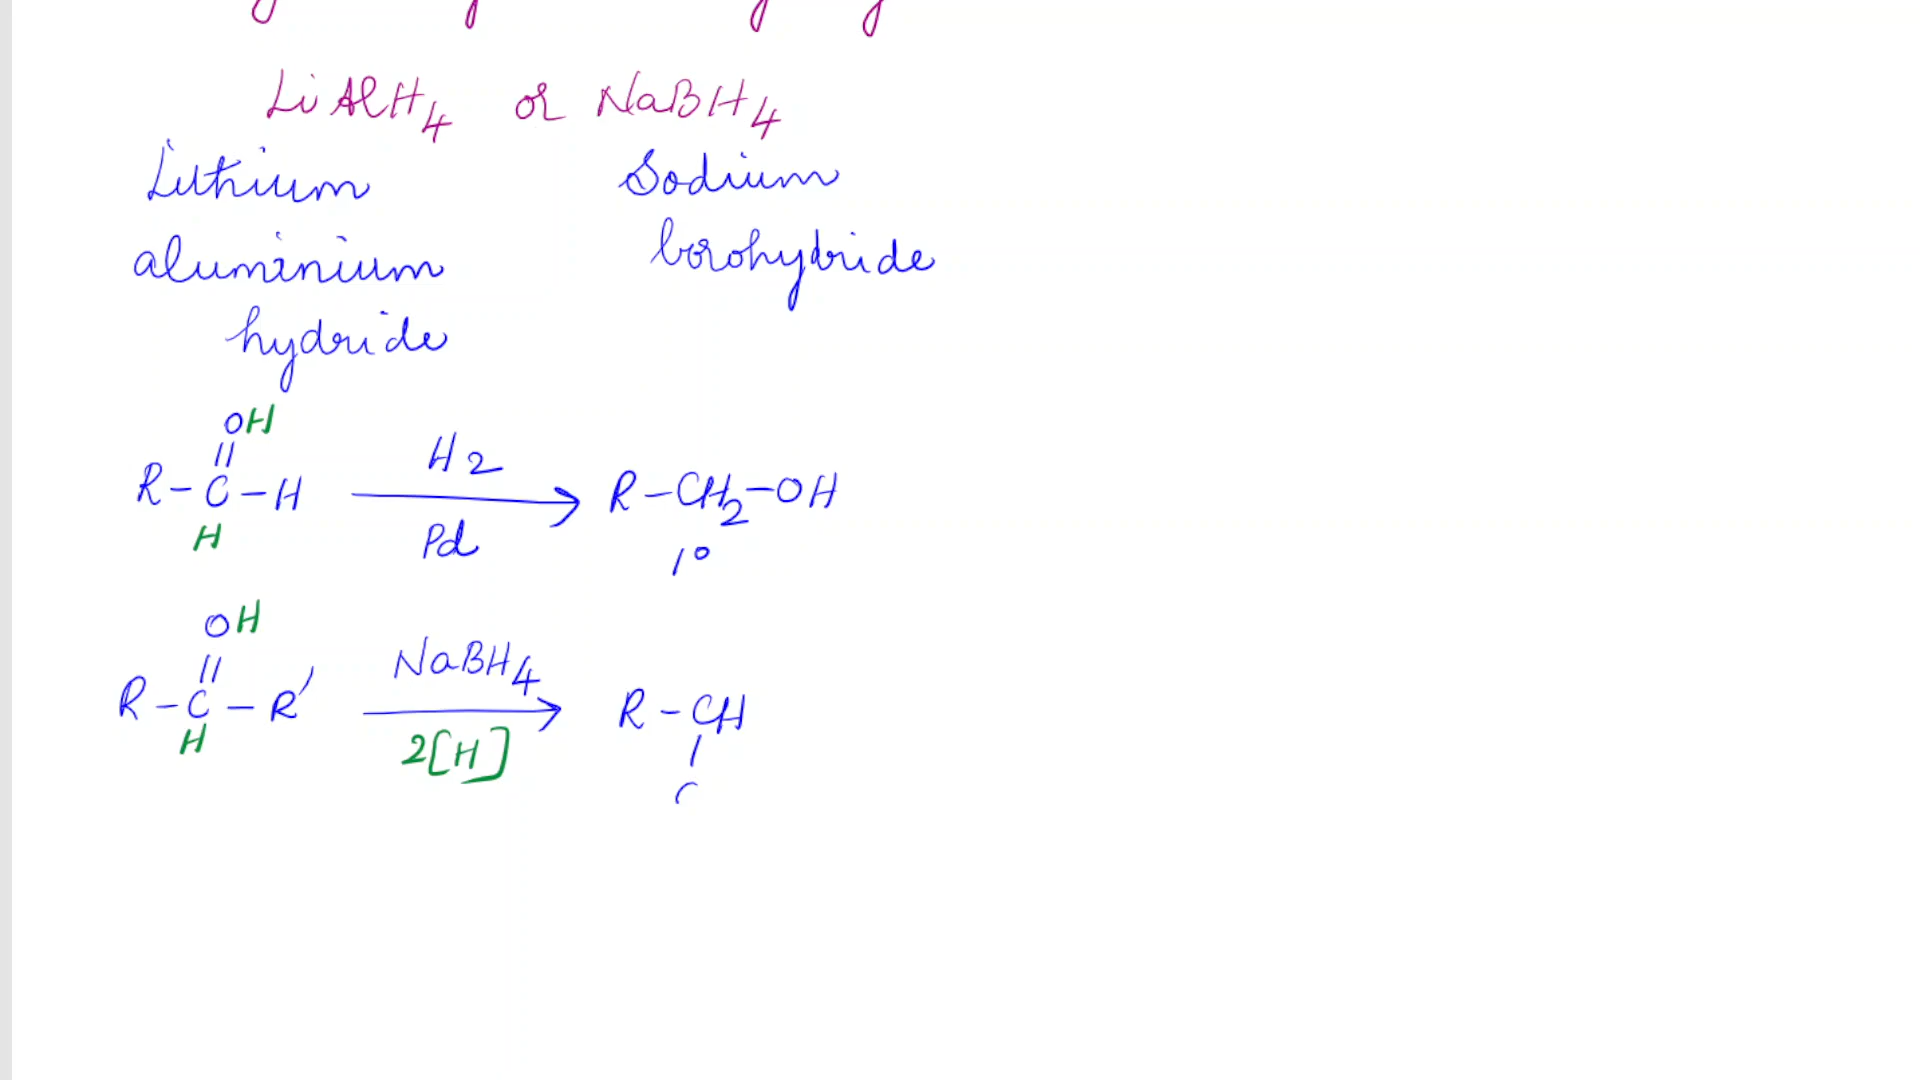 LiAlH4 or NaBH4
Lithium Sodium
aluminium borohydride
hydride
OH
||
R-C-H H2 R-CH2-OH
H Pd 1°
OH
|| NaBH4
R-C-R' R-CH
H 2[H] |